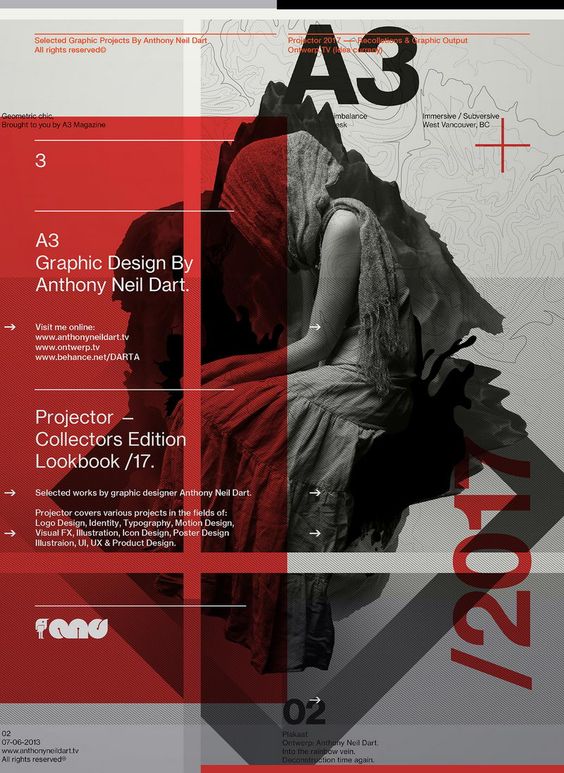 Selected Graphic Projects By Anthony Neil Dart
All rights reserved©
Projector 2017 — Recollations & Graphic Output
Ontwerp TV
A3
Geometric chic.
Brought to you by A3 Magazine
imbalance
Immersive / Subversive
West Vancouver, BC
3
A3
Graphic Design By
Anthony Neil Dart.
Visit me online:
www.anthonyneildart.tv
www.ontwerp.tv
www.behance.net/DARTA
Projector —
Collectors Edition
Lookbook /17.
Selected works by graphic designer Anthony Neil Dart.
Projector covers various projects in the fields of:
Logo Design, Identity, Typography, Motion Design,
Visual FX, Illustration, Icon Design, Poster Design
Illustraion, UI, UX & Product Design.
/2017
02
02
07-06-2013
www.anthonyneildart.tv
All rights reserved®
Plakaat
Ontwerp: Anthony Neil Dart.
Into the rainbow vein.
Deconstruction time again.